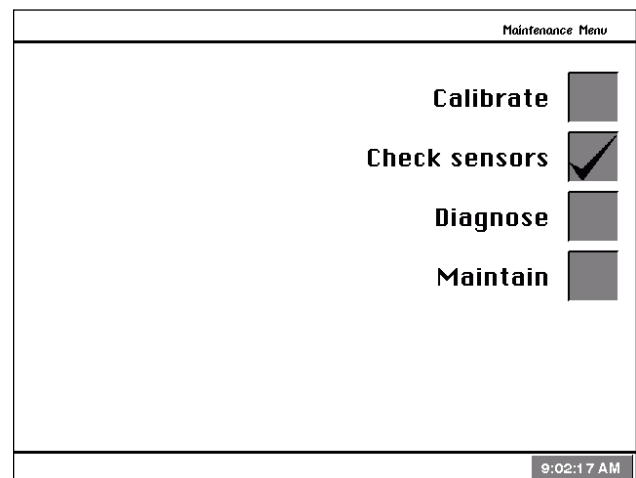 Maintenance Menu
Calibrate
Check sensors
Diagnose
Maintain
9:02:17 AM